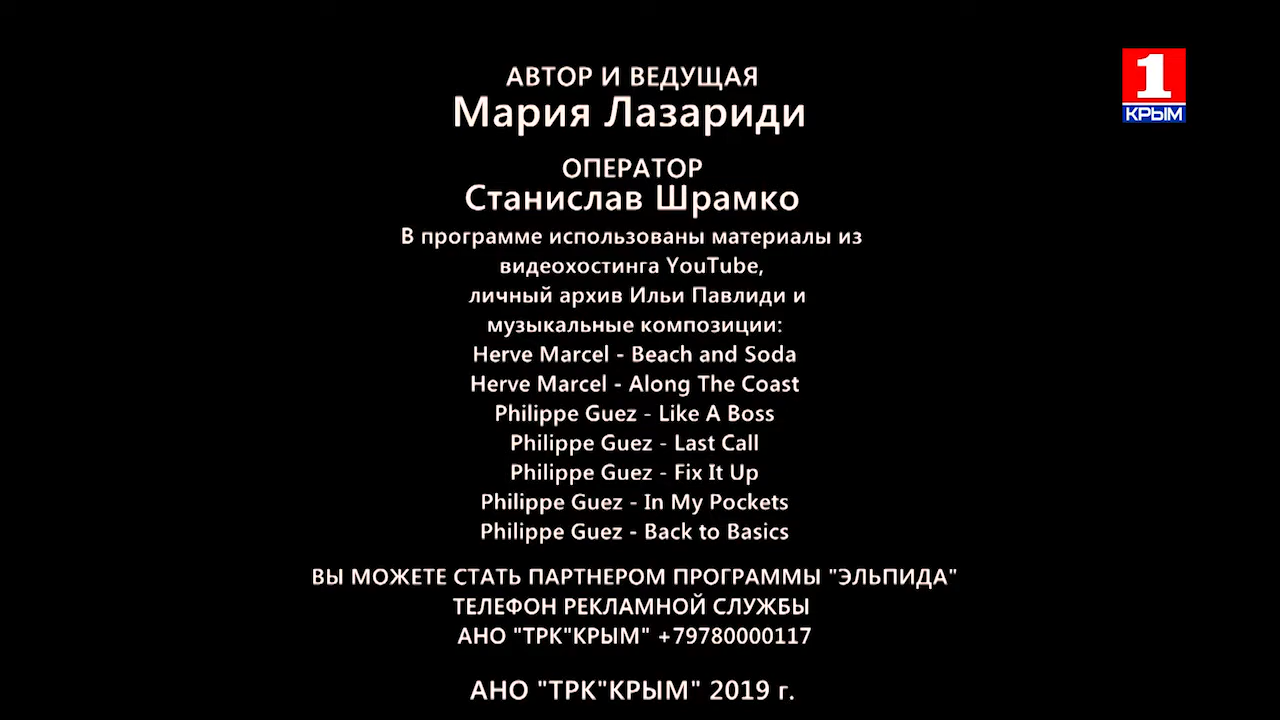 АВТОР И ВЕДУЩАЯ
Мария Лазариди
1
КРЫМ
ОПЕРАТОР
Станислав Шрамко
В программе использованы материалы из
видеохостинга YouTube,
личный архив Ильи Павлиди и
музыкальные композиции:
Herve Marcel - Beach and Soda
Herve Marcel - Along The Coast
Philippe Guez - Like A Boss
Philippe Guez - Last Call
Philippe Guez - Fix It Up
Philippe Guez - In My Pockets
Philippe Guez - Back to Basics
ВЫ МОЖЕТЕ СТАТЬ ПАРТНЕРОМ ПРОГРАММЫ "ЭЛЬПИДА"
ТЕЛЕФОН РЕКЛАМНОЙ СЛУЖБЫ
АНО "ТРК"КРЫМ" +79780000117
АНО "ТРК"КРЫМ" 2019 г.